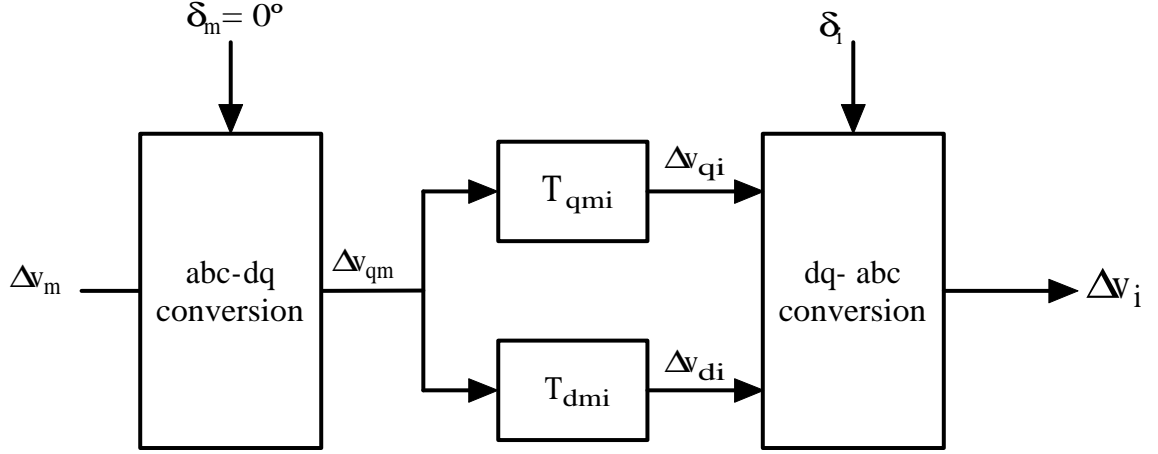 δm = 0º
δi
Tqmi
Δvqi
Δvm
abc-dq
conversion
Δvqm
dq- abc
conversion
Δvi
Tdmi
Δvdi